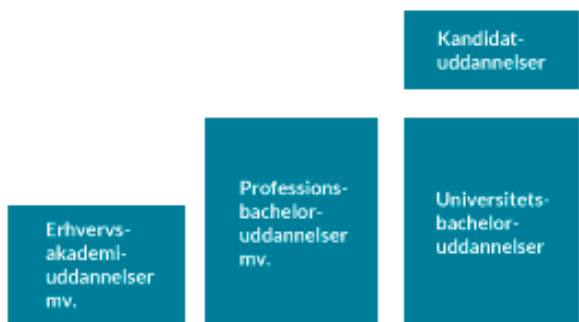 Kandidat-
uddannelser
Professions-
bachelor-
uddannelser
mv.
Universitets-
bachelor-
uddannelser
Erhvervs-
akademi-
uddannelser
mv.